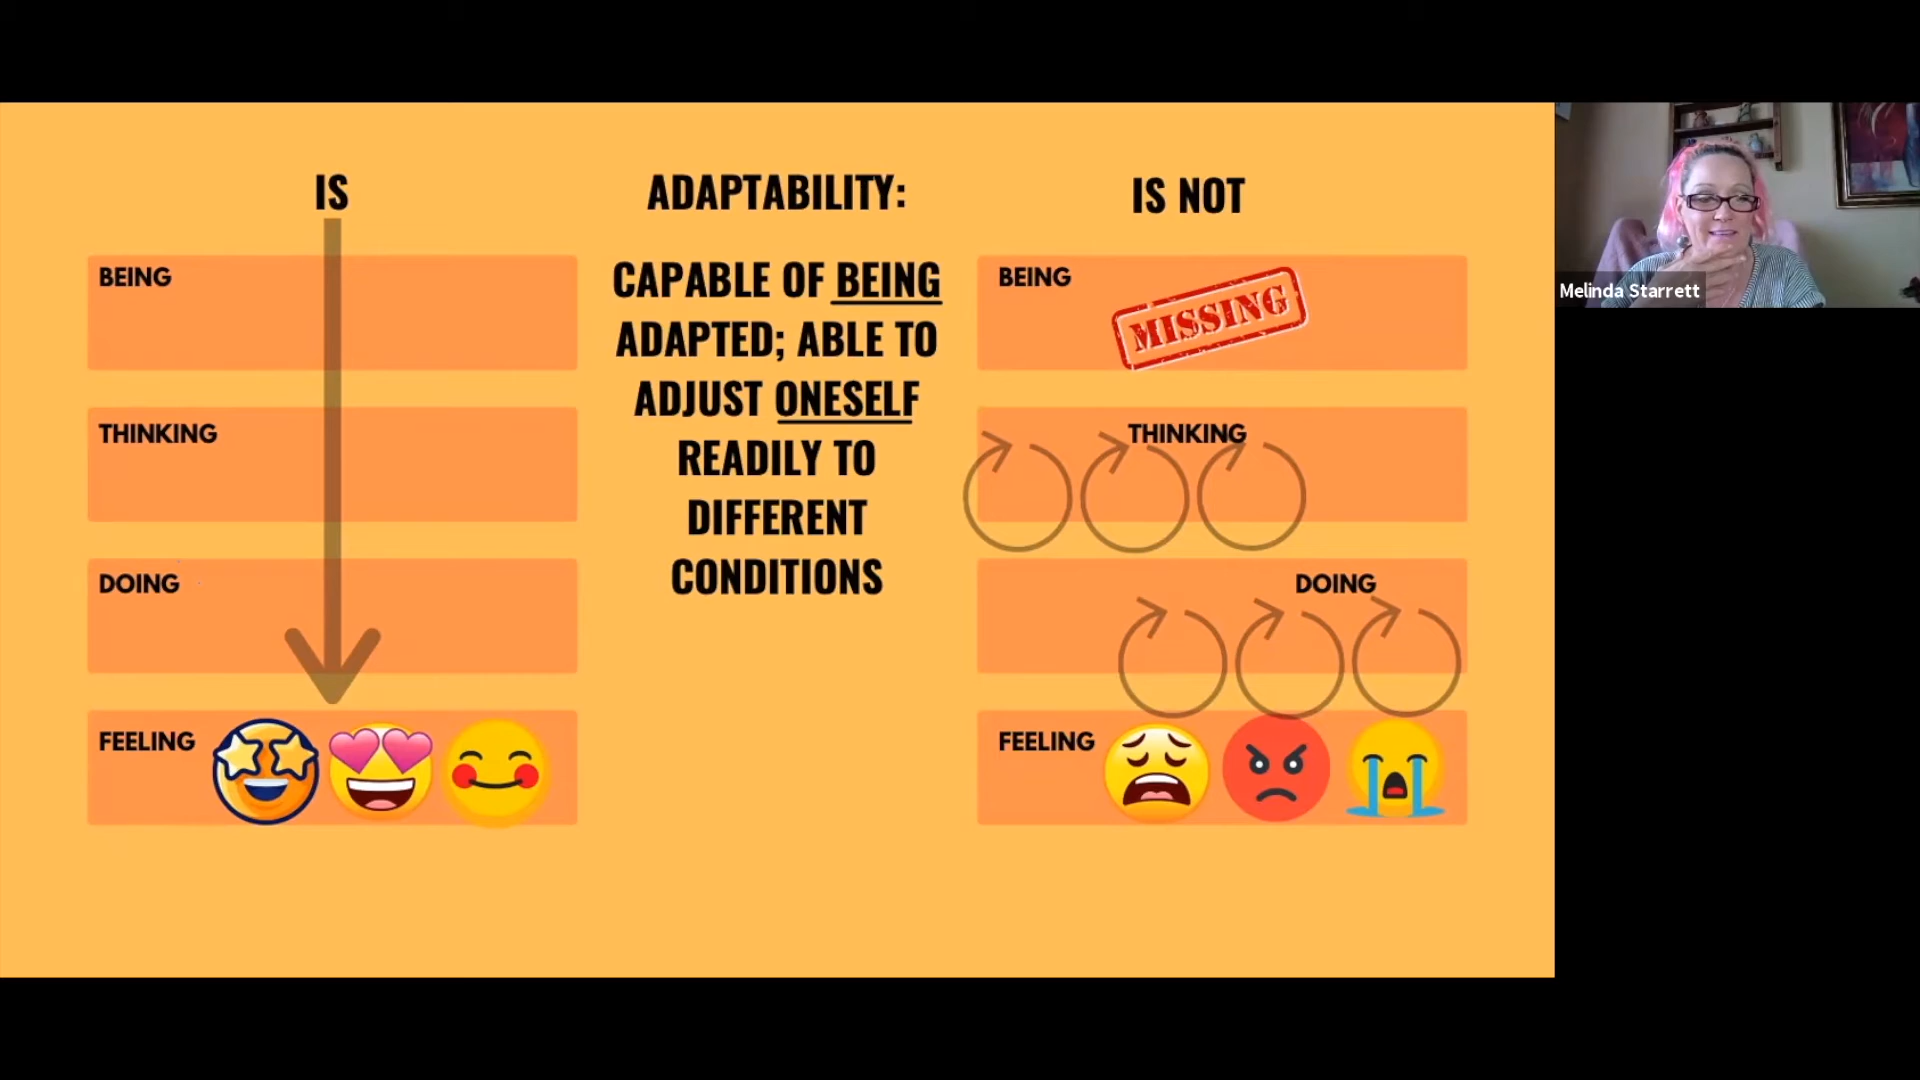 IS
BEING
THINKING
DOING
FEELING
ADAPTABILITY:
CAPABLE OF BEING
ADAPTED; ABLE TO
ADJUST ONESELF
READILY TO
DIFFERENT
CONDITIONS
IS NOT
BEING
MISSING
THINKING
DOING
FEELING
Melinda Starrett